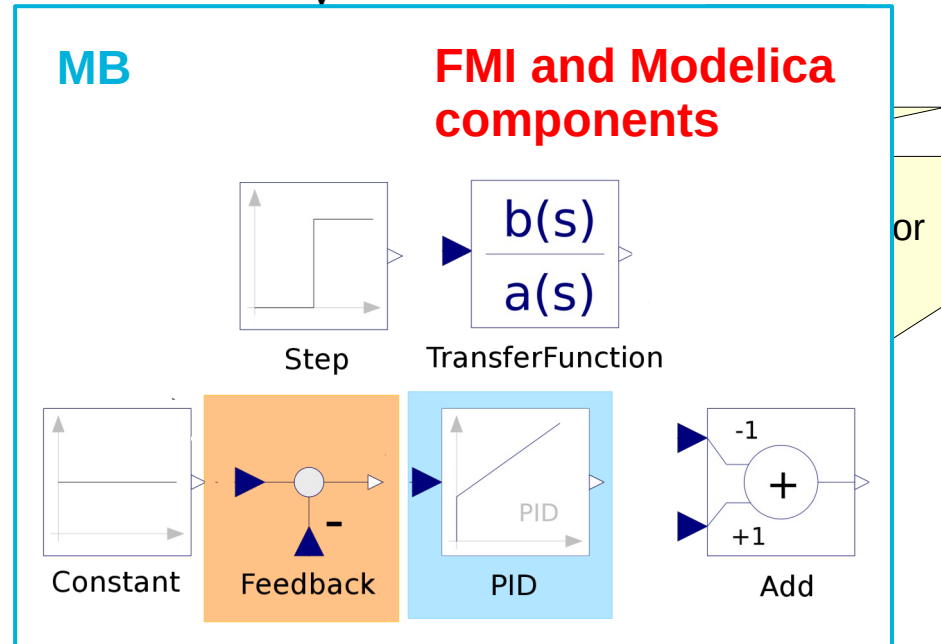 MB
FMI and Modelica
components
or
b(s)
a(s)
Step
TransferFunction
PID
-
-1
+
+1
Constant
Feedback
PID
Add